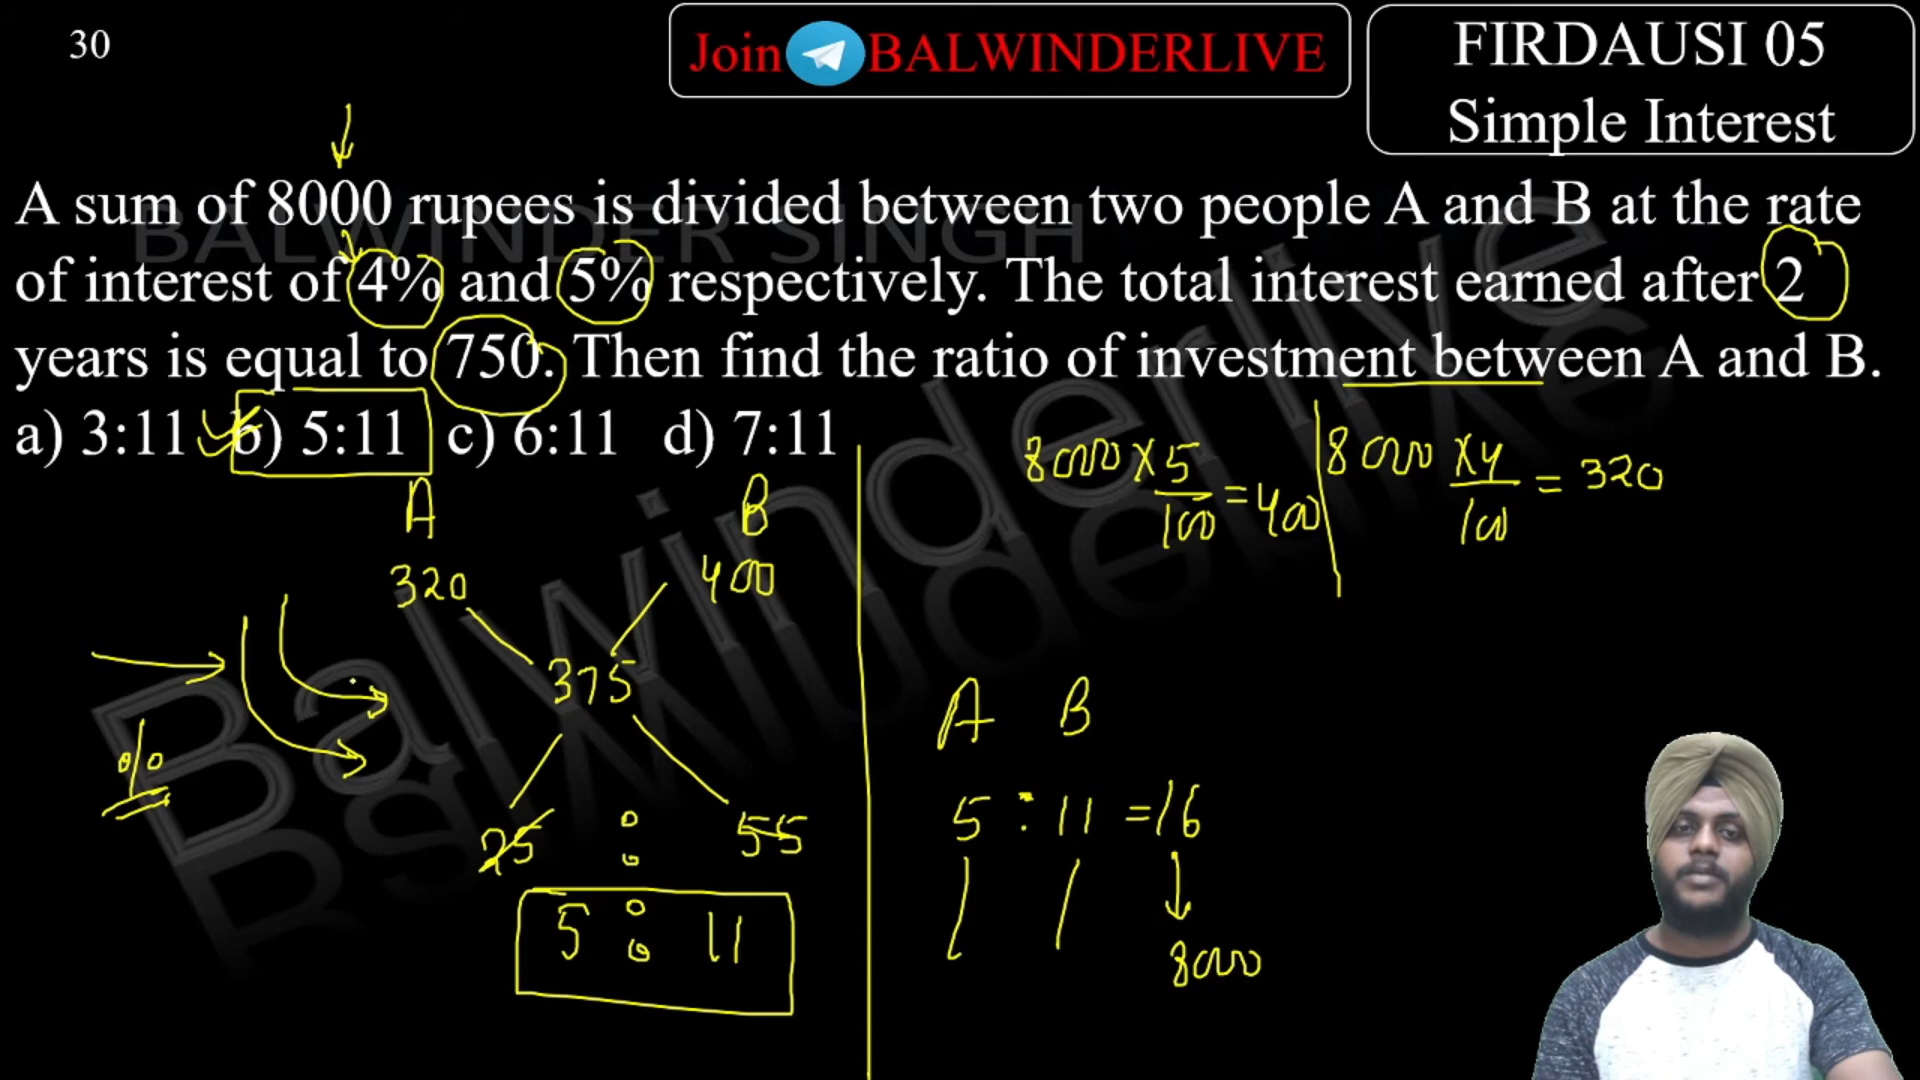 30
Join BALWINDERLIVE
FIRDAUSI 05
Simple Interest
A sum of 8000 rupees is divided between two people A and B at the rate
of interest of 4% and 5% respectively. The total interest earned after 2
years is equal to 750. Then find the ratio of investment between A and B.
a) 3:11 b) 5:11 c) 6:11 d) 7:11
BALWINDER SINGH
Balwinderlive
A B
320 400
375
25 : 55
5 : 11
%
8000 × 5/100 = 400
8000 × 4/100 = 320
A B
5 : 11 = 16
8000